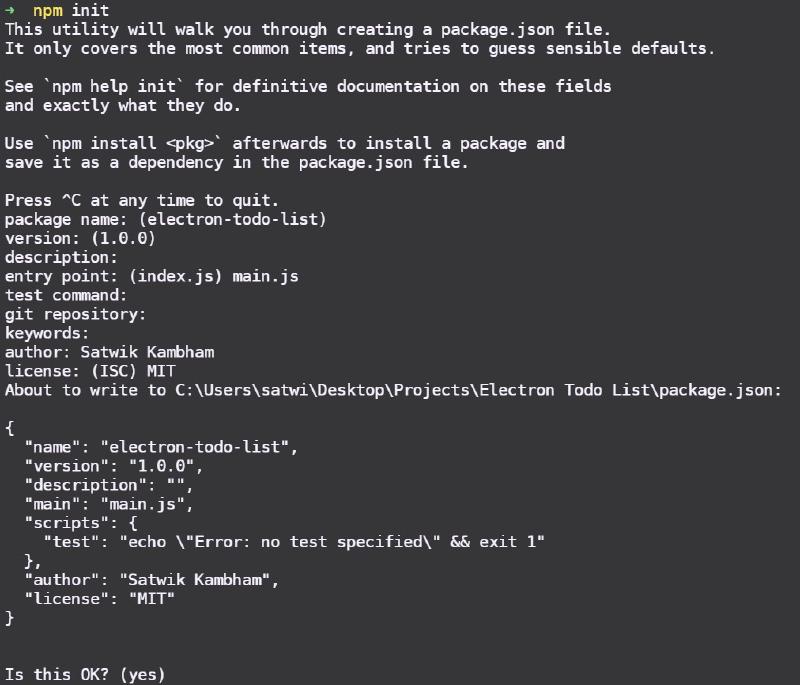 ➜ npm init
This utility will walk you through creating a package.json file.
It only covers the most common items, and tries to guess sensible defaults.

See `npm help init` for definitive documentation on these fields
and exactly what they do.

Use `npm install <pkg>` afterwards to install a package and
save it as a dependency in the package.json file.

Press ^C at any time to quit.
package name: (electron-todo-list)
version: (1.0.0)
description:
entry point: (index.js) main.js
test command:
git repository:
keywords:
author: Satwik Kambham
license: (ISC) MIT
About to write to C:\Users\satwi\Desktop\Projects\Electron Todo List\package.json:

{
  "name": "electron-todo-list",
  "version": "1.0.0",
  "description": "",
  "main": "main.js",
  "scripts": {
    "test": "echo \"Error: no test specified\" && exit 1"
  },
  "author": "Satwik Kambham",
  "license": "MIT"
}

Is this OK? (yes)